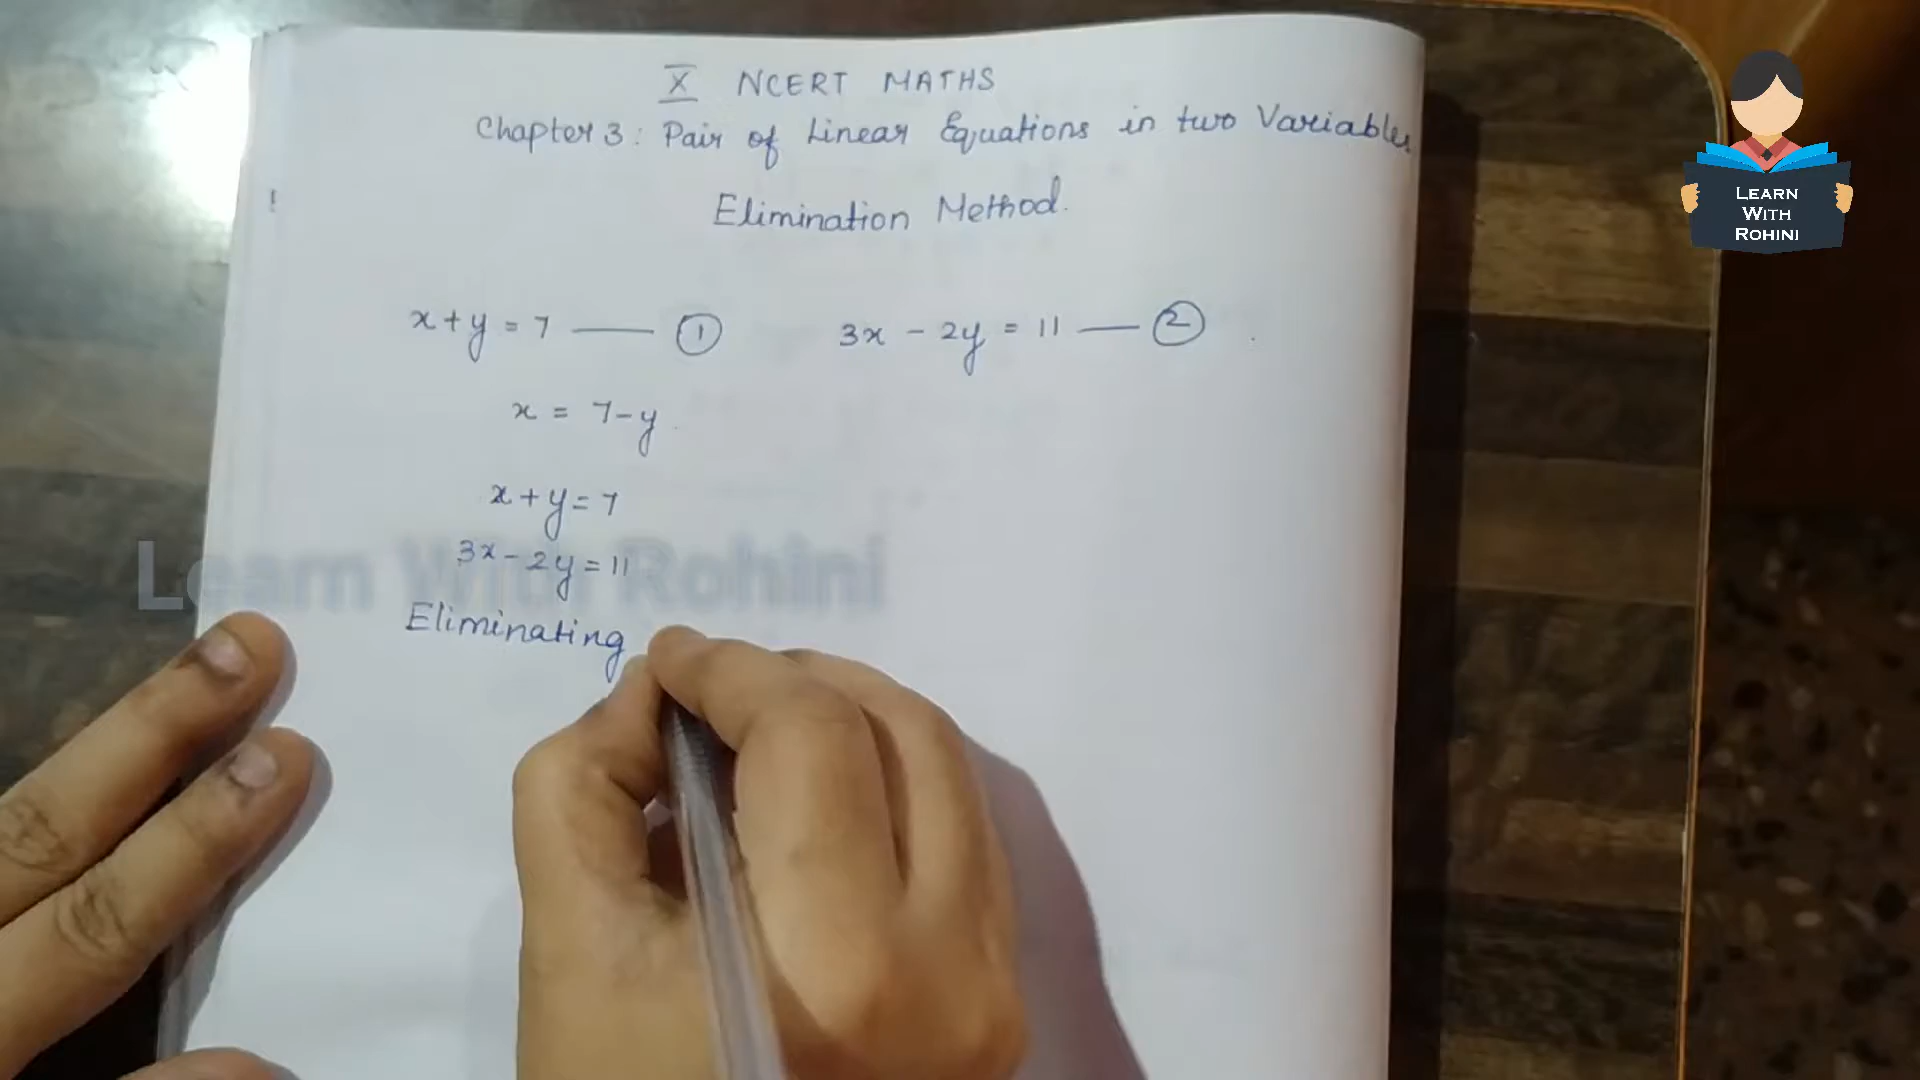 X NCERT MATHS
Chapter 3: Pair of Linear Equations in two Variables
Elimination Method.
x + y = 7 —— ①
3x - 2y = 11 —— ②
x = 7 - y
x + y = 7
3x - 2y = 11
Eliminating
Learn With Rohini
LEARN
WITH
ROHINI